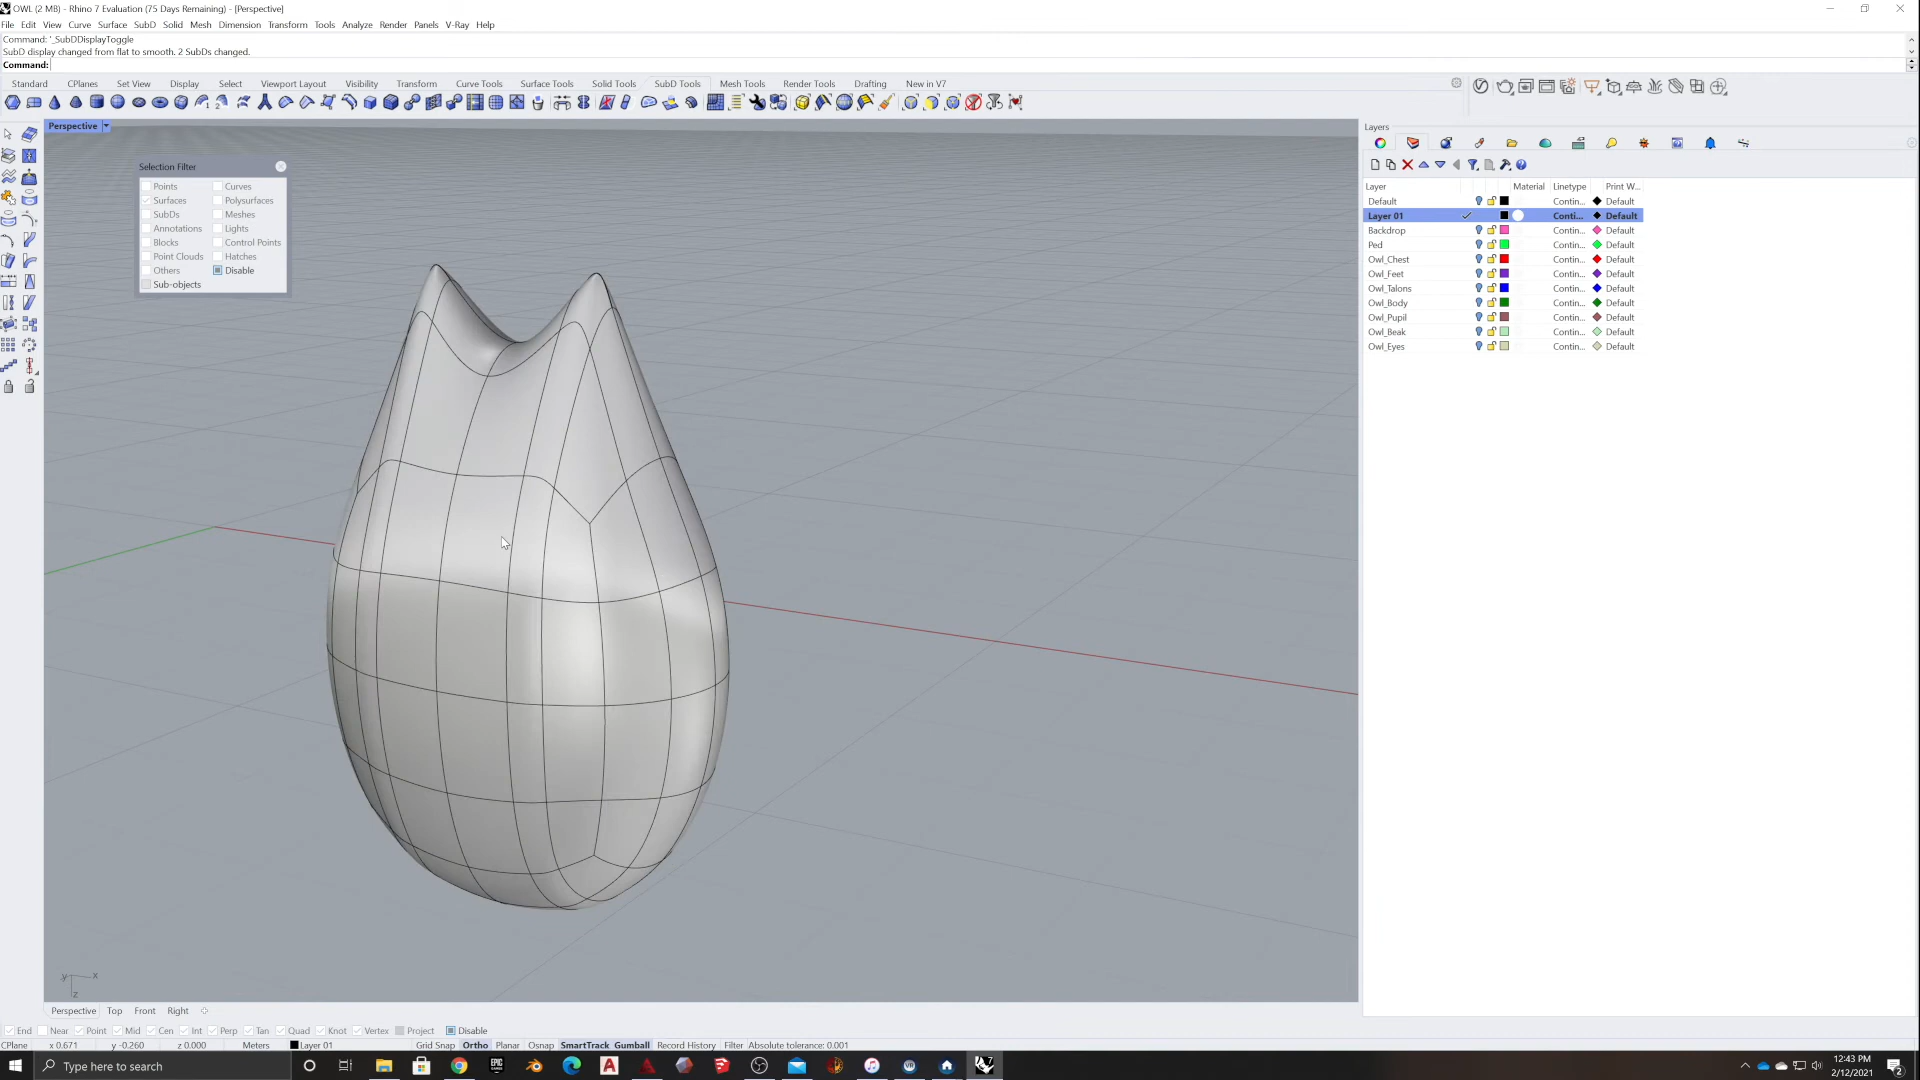 OWL (2 MB) - Rhino 7 Evaluation (75 Days Remaining) - [Perspective]
File Edit View Curve Surface SubD Solid Mesh Dimension Transform Tools Analyze Render Panels V-Ray Help
Command: '_SubDDisplayToggle
SubD display changed from flat to smooth. 2 SubDs changed.
Command:
Standard CPlanes Set View Display Select Viewport Layout Visibility Transform Curve Tools Surface Tools Solid Tools SubD Tools Mesh Tools Render Tools Drafting New in V7
Perspective
Selection Filter
Points Curves
Surfaces Polysurfaces
SubDs Meshes
Annotations Lights
Blocks Control Points
Point Clouds Hatches
Others Disable
Sub-objects
Layers
Layer Material Linetype Print W...
Default Contin... Default
Layer 01 Conti... Default
Backdrop Contin... Default
Ped Contin... Default
Owl_Chest Contin... Default
Owl_Feet Contin... Default
Owl_Talons Contin... Default
Owl_Body Contin... Default
Owl_Pupil Contin... Default
Owl_Beak Contin... Default
Owl_Eyes Contin... Default
y x
z
Perspective Top Front Right
End Near Point Mid Cen Int Perp Tan Quad Knot Vertex Project Disable
CPlane x 0.671 y -0.260 z 0.000 Meters Layer 01 Grid Snap Ortho Planar Osnap SmartTrack Gumball Record History Filter Absolute tolerance: 0.001
Type here to search
12:43 PM
2/12/2021
2